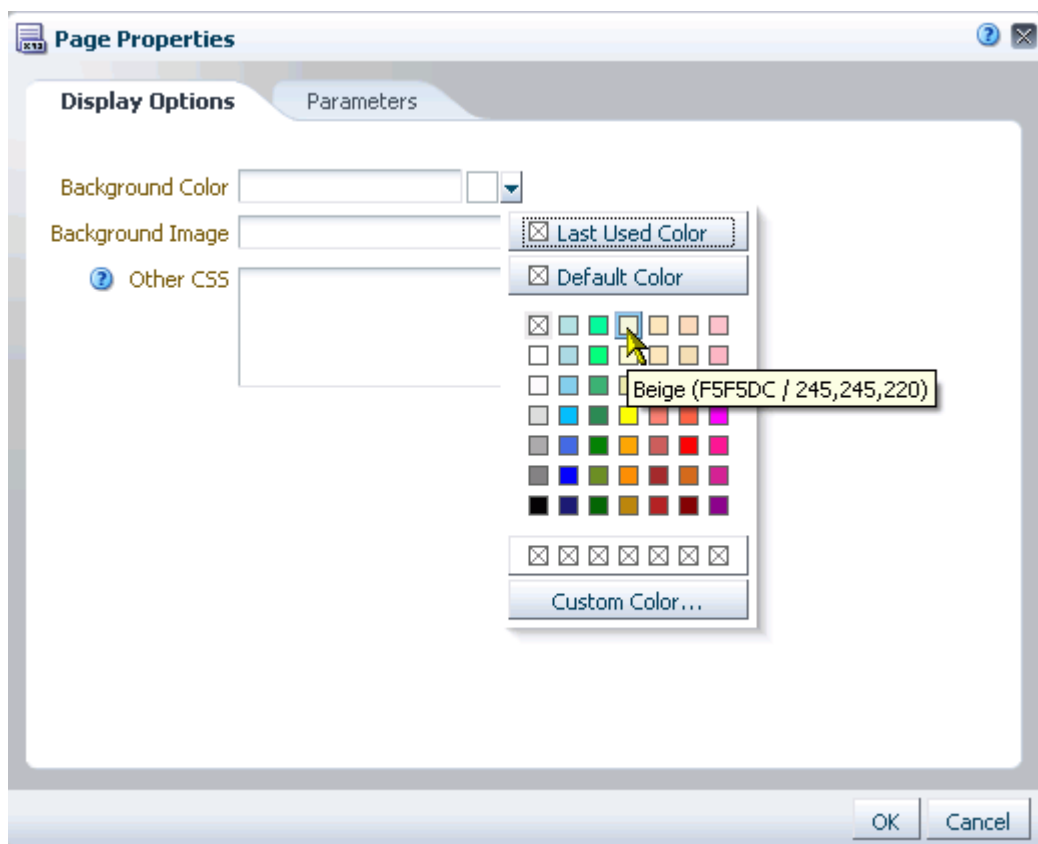 Page Properties
Display Options
Parameters
Background Color
Background Image
Last Used Color
Other CSS
Default Color
Beige (F5F5DC / 245,245,220)
Custom Color...
OK
Cancel